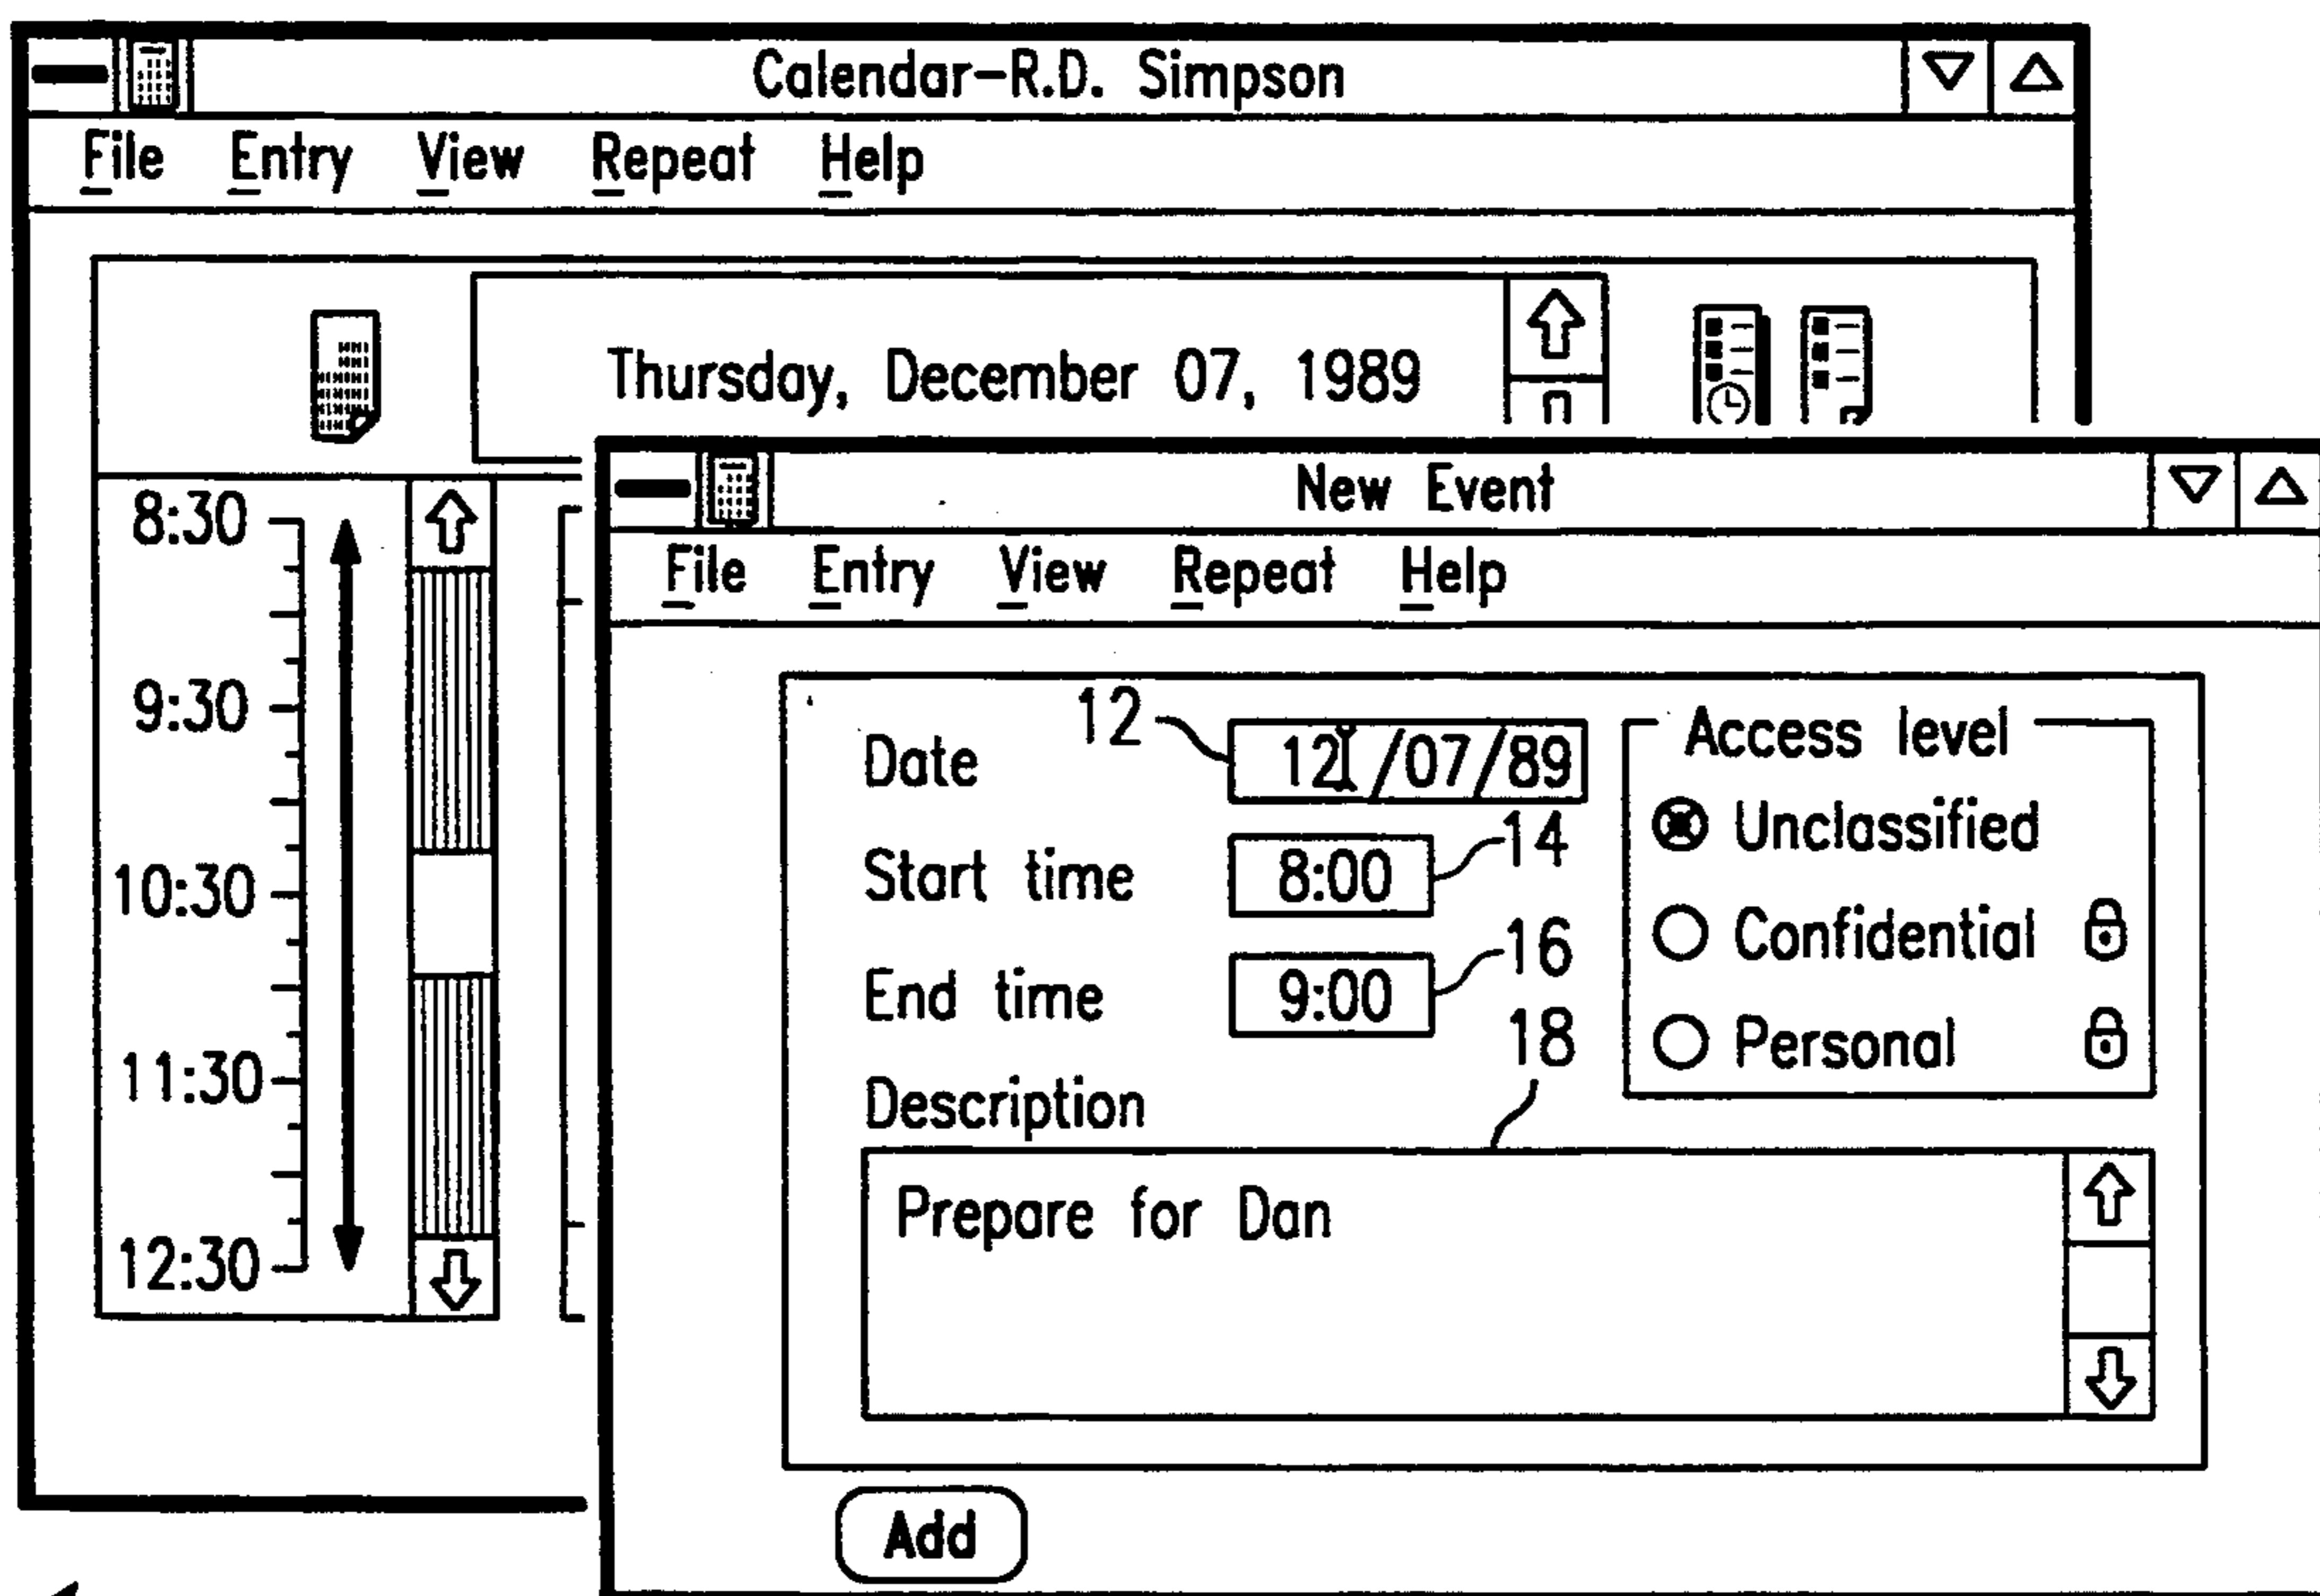 Calendar-R.D. Simpson
File Entry View Repeat Help
Thursday, December 07, 1989
8:30
9:30
10:30
11:30
12:30
New Event
File Entry View Repeat Help
12
Date 12/07/89
Start time 8:00
14
End time 9:00
16
18
Access level
Unclassified
Confidential
Personal
Description
Prepare for Dan
Add